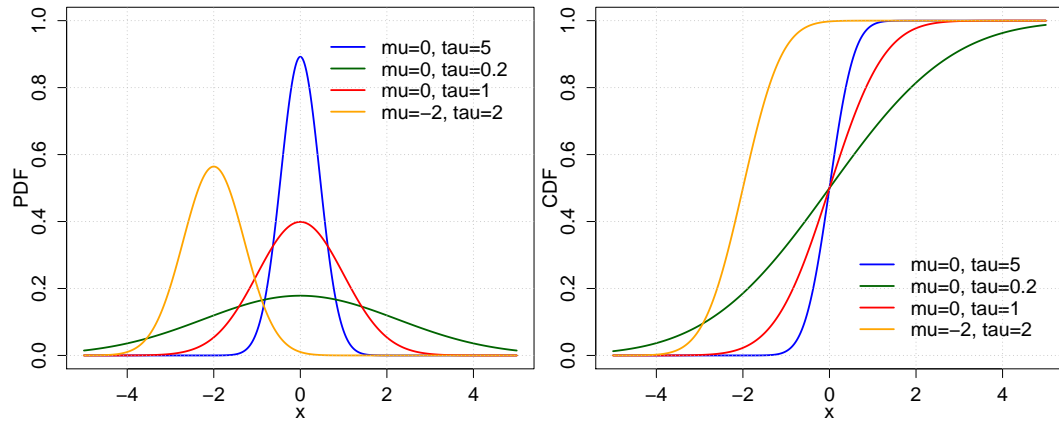 1.0
0.8
0.6
0.4
0.2
0.0
PDF
mu=0, tau=5
mu=0, tau=0.2
mu=0, tau=1
mu=−2, tau=2
−4 −2 0 2 4
x
1.0
0.8
0.6
0.4
0.2
0.0
CDF
mu=0, tau=5
mu=0, tau=0.2
mu=0, tau=1
mu=−2, tau=2
−4 −2 0 2 4
x